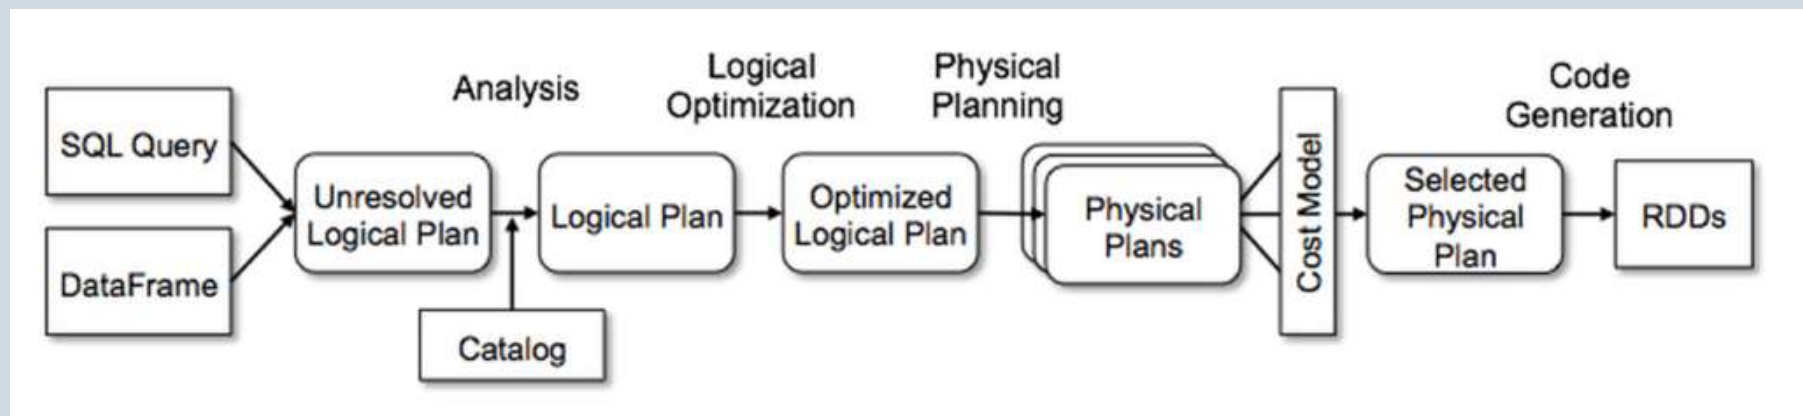 Analysis
Logical
Optimization
Physical
Planning
Code
Generation
SQL Query
DataFrame
Unresolved
Logical Plan
Catalog
Logical Plan
Optimized
Logical Plan
Physical
Plans
Cost Model
Selected
Physical
Plan
RDDs